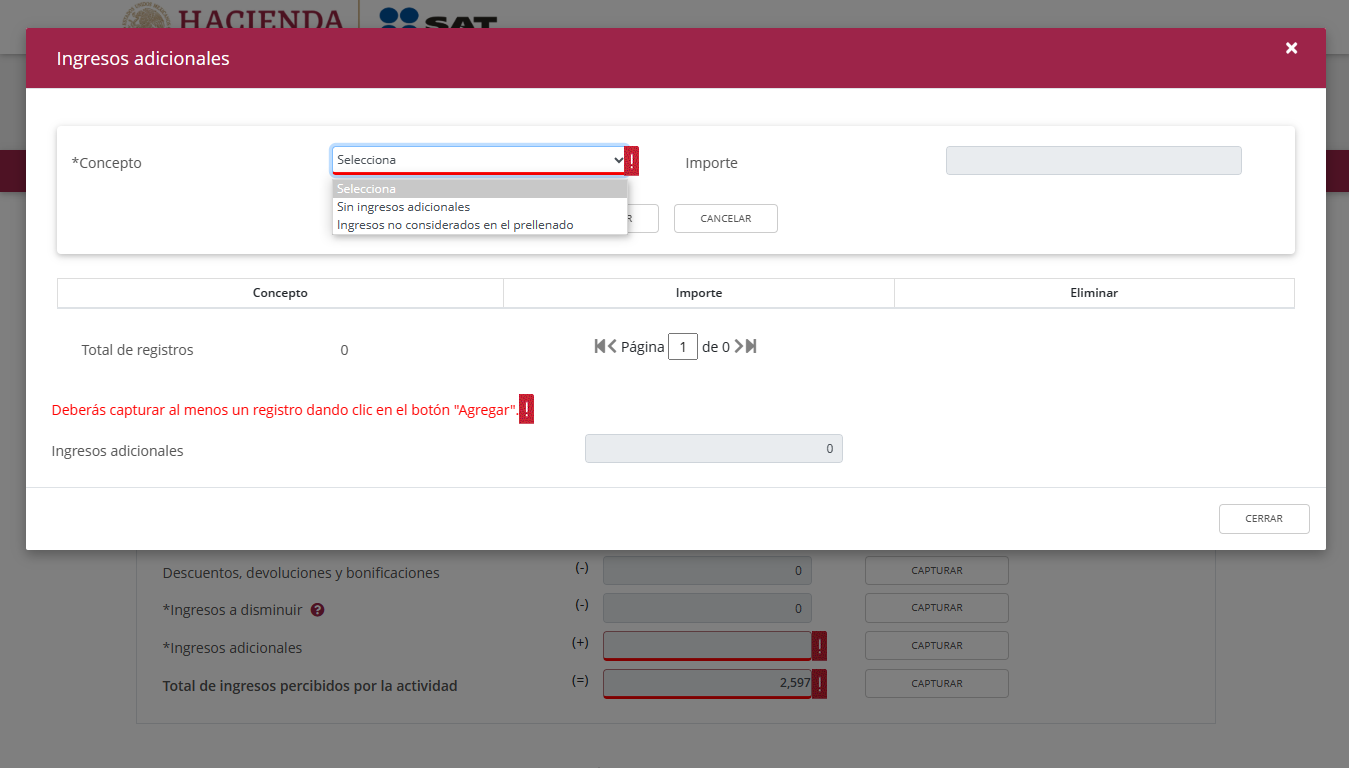 HACIENDA
SAT
Ingresos adicionales
×
*Concepto
Selecciona
!
Importe
Selecciona
Sin ingresos adicionales
Ingresos no considerados en el prellenado
R
CANCELAR
Concepto Importe Eliminar
Total de registros 0 Página 1 de 0
Deberás capturar al menos un registro dando clic en el botón "Agregar". !
Ingresos adicionales 0
CERRAR
Descuentos, devoluciones y bonificaciones (-) 0 CAPTURAR
*Ingresos a disminuir ? (-) 0 CAPTURAR
*Ingresos adicionales (+) ! CAPTURAR
Total de ingresos percibidos por la actividad (=) 2,597 ! CAPTURAR